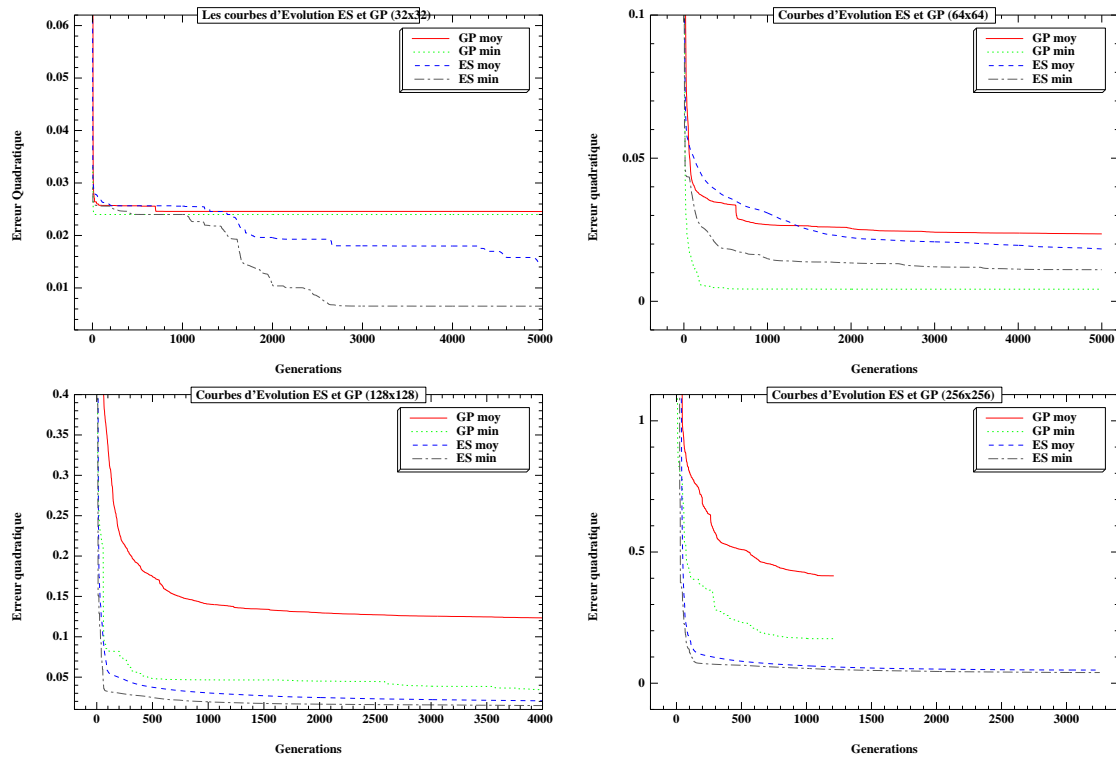 Les courbes d'Evolution ES et GP (32x32)
GP moy
GP min
ES moy
ES min
Erreur Quadratique
0.06
0.05
0.04
0.03
0.02
0.01
0
1000
2000
3000
4000
5000
Generations
Courbes d'Evolution ES et GP (64x64)
GP moy
GP min
ES moy
ES min
Erreur quadratique
0.1
0.05
0
0
1000
2000
3000
4000
5000
Generations
Courbes d'Evolution ES et GP (128x128)
GP moy
GP min
ES moy
ES min
Erreur quadratique
0.4
0.35
0.3
0.25
0.2
0.15
0.1
0.05
0
500
1000
1500
2000
2500
3000
3500
4000
Generations
Courbes d'Evolution ES et GP (256x256)
GP moy
GP min
ES moy
ES min
Erreur quadratique
1
0.5
0
0
500
1000
1500
2000
2500
3000
Generations